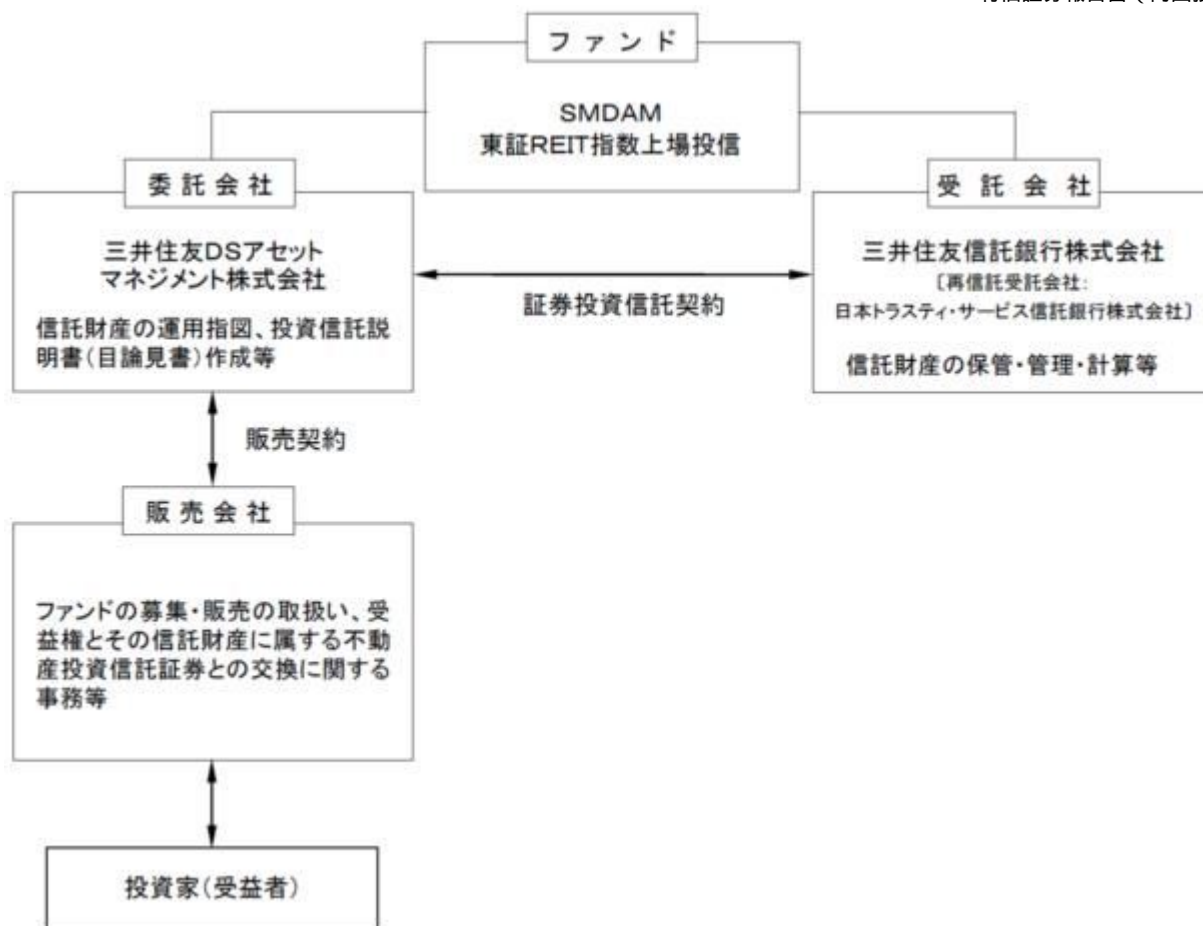 ファンド
SMDAM
東証REIT指数上場投信
委託会社
三井住友DSアセット
マネジメント株式会社
信託財産の運用指図、投資信託説
明書(目論見書)作成等
証券投資信託契約
受託会社
三井住友信託銀行株式会社
〔再信託受託会社:
日本トラスティ・サービス信託銀行株式会社〕
信託財産の保管・管理・計算等
販売契約
販売会社
ファンドの募集・販売の取扱い、受
益権とその信託財産に属する不動
産投資信託証券との交換に関する
事務等
投資家(受益者)